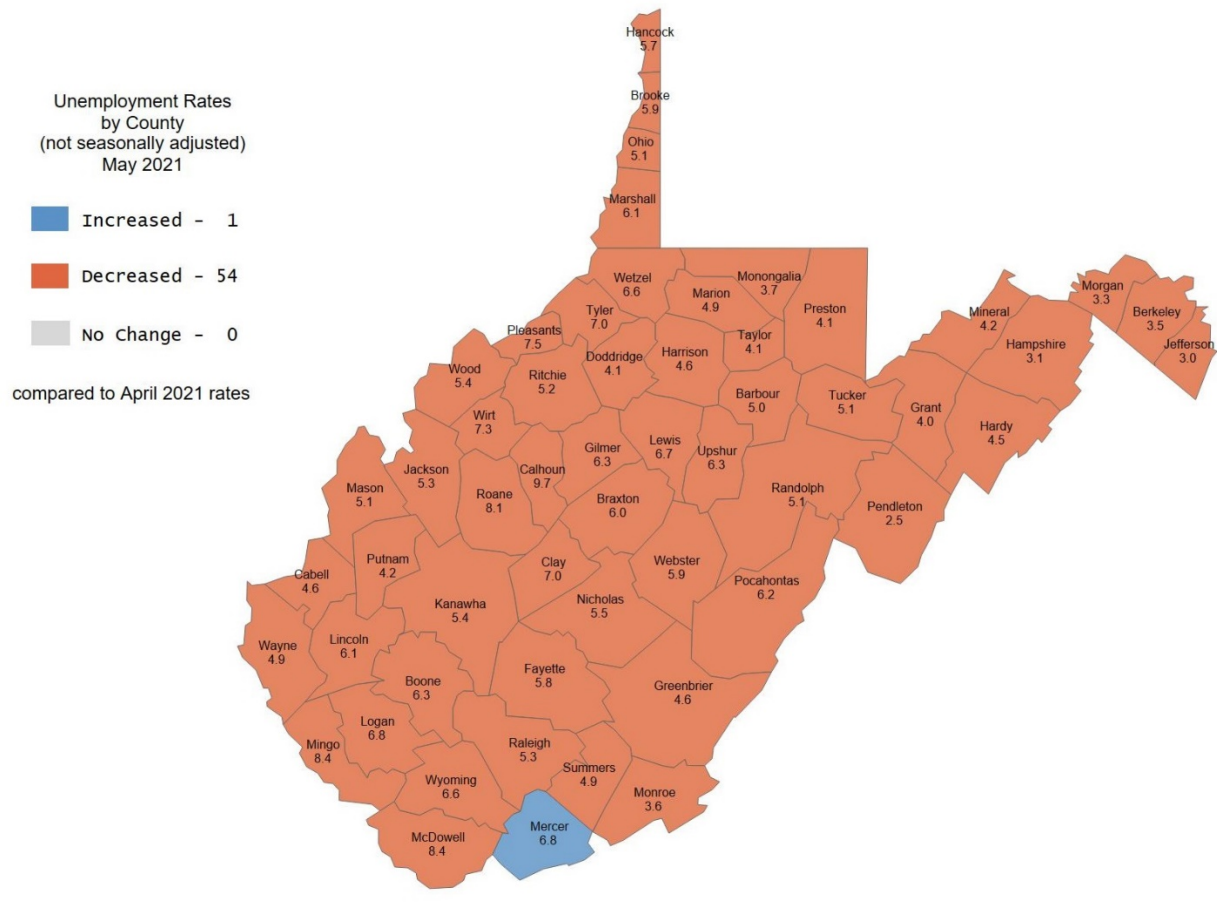 Unemployment Rates
by County
(not seasonally adjusted)
May 2021
Increased - 1
Decreased - 54
No Change - 0
compared to April 2021 rates
Hancock
5.7
Brooke
5.9
Ohio
5.1
Marshall
6.1
Wetzel
6.6
Monongalia
3.7
Marion
4.9
Preston
4.1
Tyler
7.0
Pleasants
7.5
Doddridge
4.1
Harrison
4.6
Taylor
4.1
Morgan
3.3
Berkeley
3.5
Jefferson
3.0
Mineral
4.2
Hampshire
3.1
Wood
5.4
Ritchie
5.2
Barbour
5.0
Tucker
5.1
Grant
4.0
Hardy
4.5
Wirt
7.3
Gilmer
6.3
Lewis
6.7
Upshur
6.3
Jackson
5.3
Calhoun
9.7
Mason
5.1
Roane
8.1
Braxton
6.0
Randolph
5.1
Pendleton
2.5
Putnam
4.2
Clay
7.0
Webster
5.9
Cabell
4.6
Kanawha
5.4
Nicholas
5.5
Pocahontas
6.2
Wayne
4.9
Lincoln
6.1
Boone
6.3
Fayette
5.8
Greenbrier
4.6
Logan
6.8
Mingo
8.4
Raleigh
5.3
Summers
4.9
Wyoming
6.6
Monroe
3.6
McDowell
8.4
Mercer
6.8